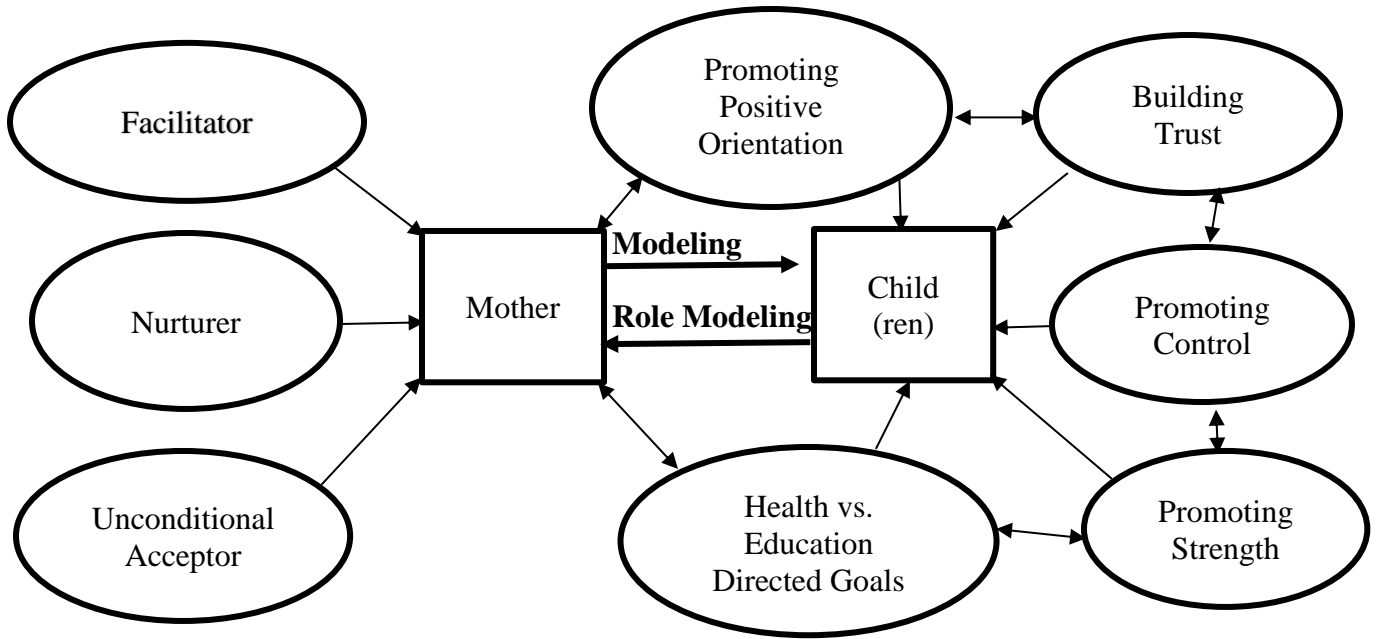 Facilitator
Promoting
Positive
Orientation
Building
Trust
Modeling
Nurturer
Mother
Role Modeling
Child
(ren)
Promoting
Control
Unconditional
Acceptor
Health vs.
Education
Directed Goals
Promoting
Strength